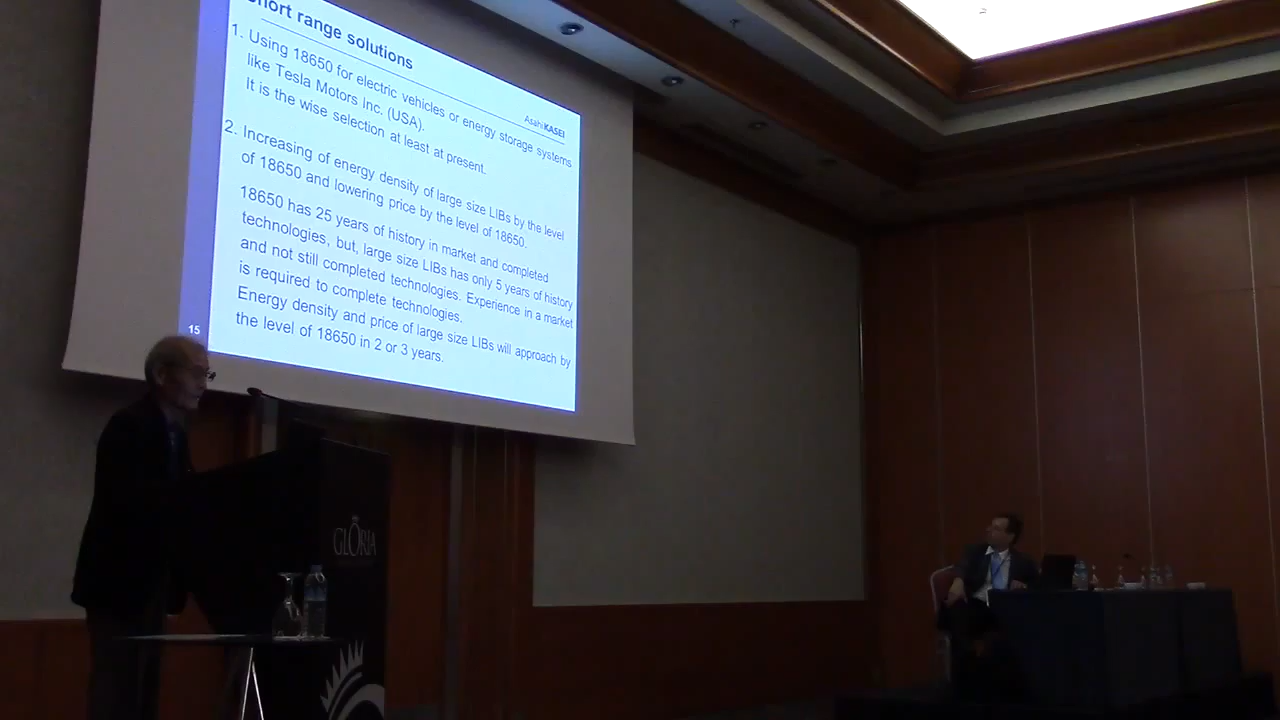 Short range solutions
AsahiKASEI
1. Using 18650 for electric vehicles or energy storage systems
like Tesla Motors Inc. (USA).
It is the wise selection at least at present.
2. Increasing of energy density of large size LIBs by the level
of 18650 and lowering price by the level of 18650.
18650 has 25 years of history in market and completed
technologies, but, large size LIBs has only 5 years of history
and not still completed technologies. Experience in a market
is required to complete technologies.
Energy density and price of large size LIBs will approach by
the level of 18650 in 2 or 3 years.
15
GLORIA